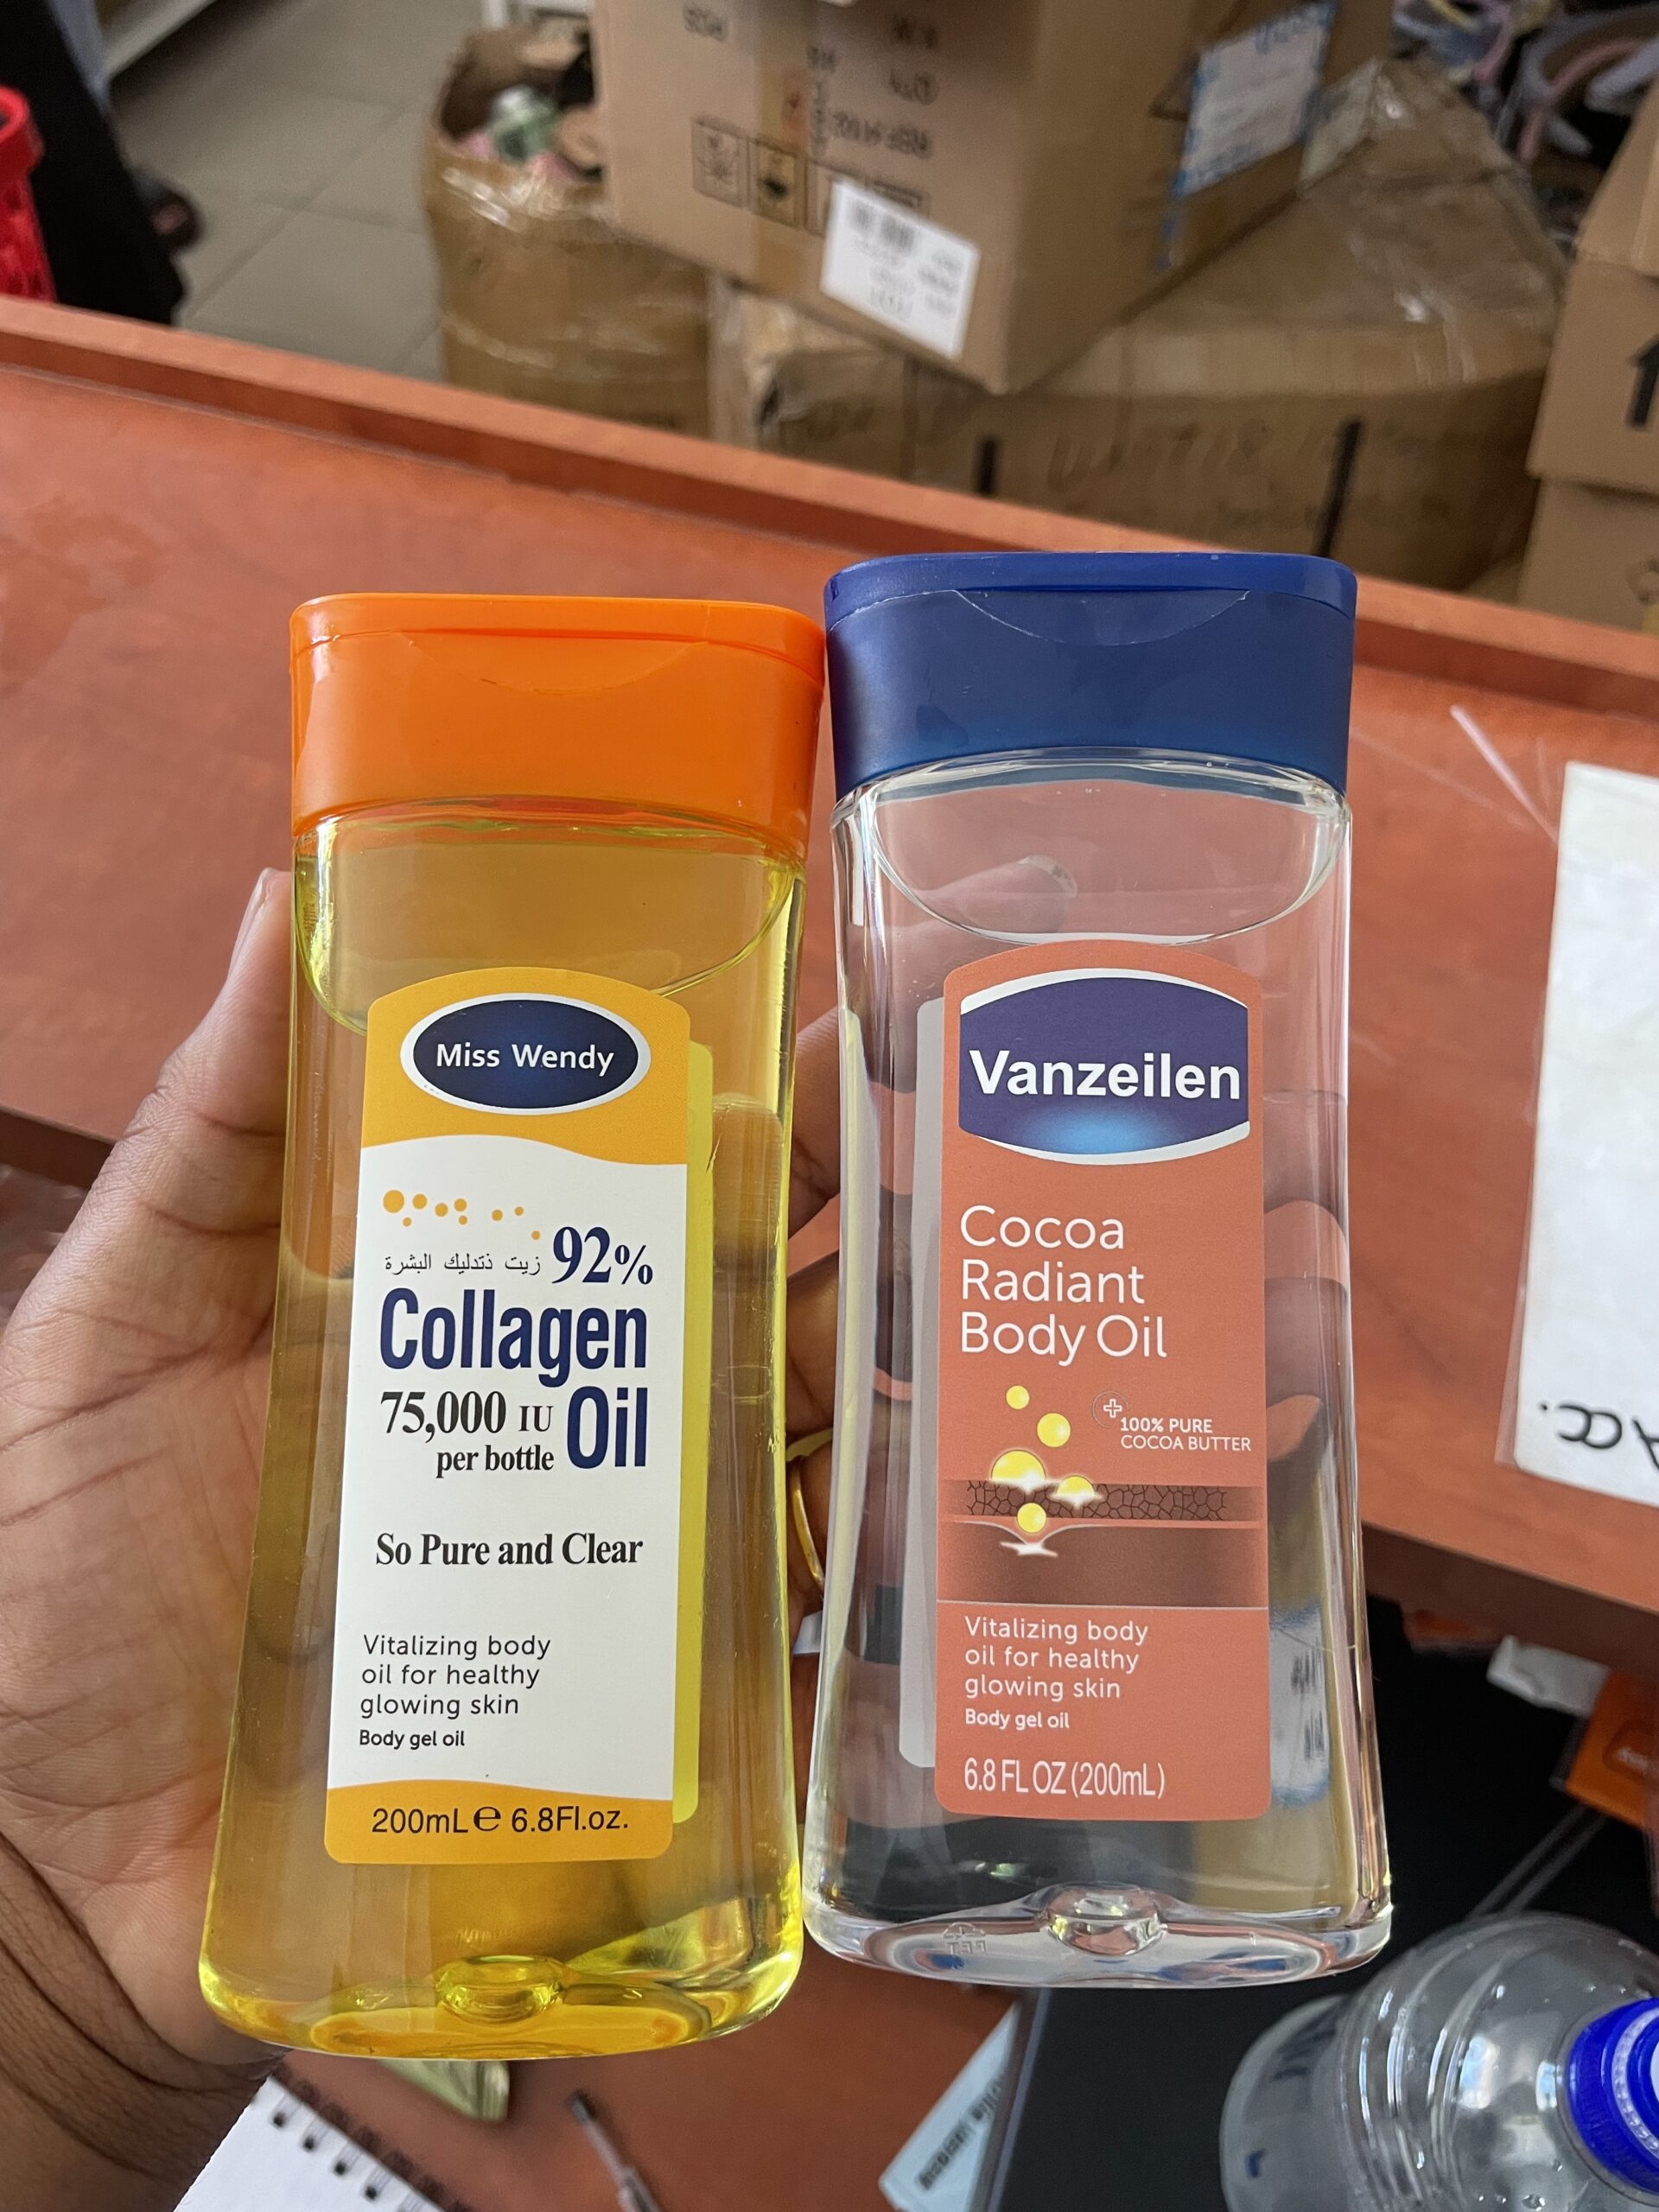 Miss Wendy
زيت ذتدليك البشرة 92%
Collagen
75,000 IU
per bottle
Oil
So Pure and Clear
Vitalizing body
oil for healthy
glowing skin
Body gel oil
200mL ℮ 6.8Fl.oz.
Vanzeilen
Cocoa
Radiant
Body Oil
100% PURE
COCOA BUTTER
Vitalizing body
oil for healthy
glowing skin
Body gel oil
6.8 FL OZ (200mL)